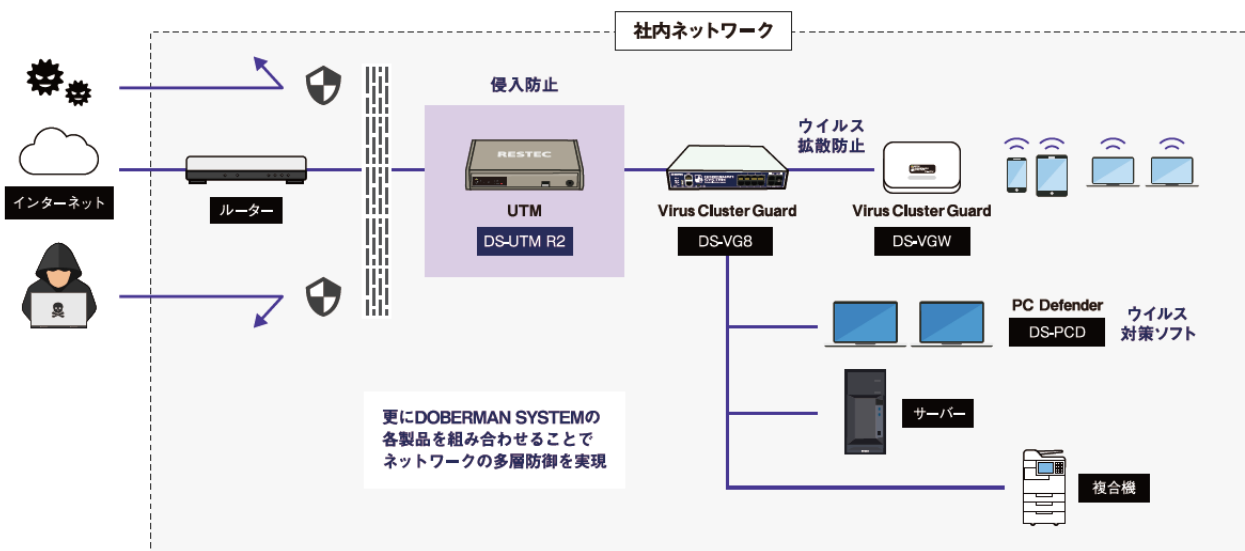 社内ネットワーク
侵入防止
ウイルス
拡散防止
RESTEC
インターネット
ルーター
UTM
DS-UTM R2
Virus Cluster Guard
DS-VG8
Virus Cluster Guard
DS-VGW
PC Defender
DS-PCD
ウイルス
対策ソフト
更にDOBERMAN SYSTEMの
各製品を組み合わせることで
ネットワークの多層防御を実現
サーバー
複合機